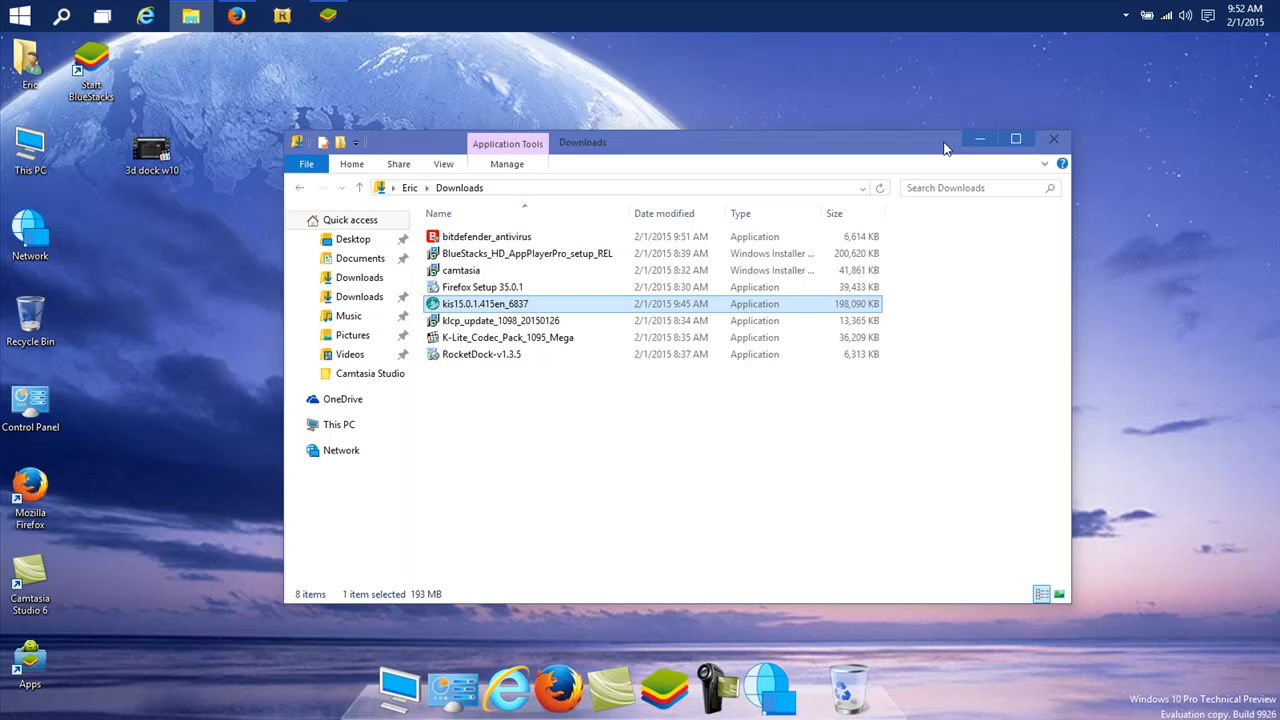 9:52 AM
2/1/2015
Eric
Start
BlueStacks
This PC
3d dock w10
Network
Recycle Bin
Control Panel
Mozilla
Firefox
Camtasia
Studio 6
Apps
Application Tools
Downloads
File
Home
Share
View
Manage
Eric
Downloads
Search Downloads
Name
Date modified
Type
Size
Quick access
Desktop
Documents
Downloads
Downloads
Music
Pictures
Videos
Camtasia Studio
OneDrive
This PC
Network
bitdefender_antivirus 2/1/2015 9:51 AM Application 6,614 KB
BlueStacks_HD_AppPlayerPro_setup_REL 2/1/2015 8:39 AM Windows Installer ... 200,620 KB
camtasia 2/1/2015 8:32 AM Windows Installer ... 41,861 KB
Firefox Setup 35.0.1 2/1/2015 8:30 AM Application 39,433 KB
kis15.0.1.415en_6837 2/1/2015 9:45 AM Application 198,090 KB
klcp_update_1098_20150126 2/1/2015 8:34 AM Application 13,365 KB
K-Lite_Codec_Pack_1095_Mega 2/1/2015 8:35 AM Application 36,209 KB
RocketDock-v1.3.5 2/1/2015 8:37 AM Application 6,313 KB
8 items 1 item selected 193 MB
Windows 10 Pro Technical Preview
Evaluation copy. Build 9926